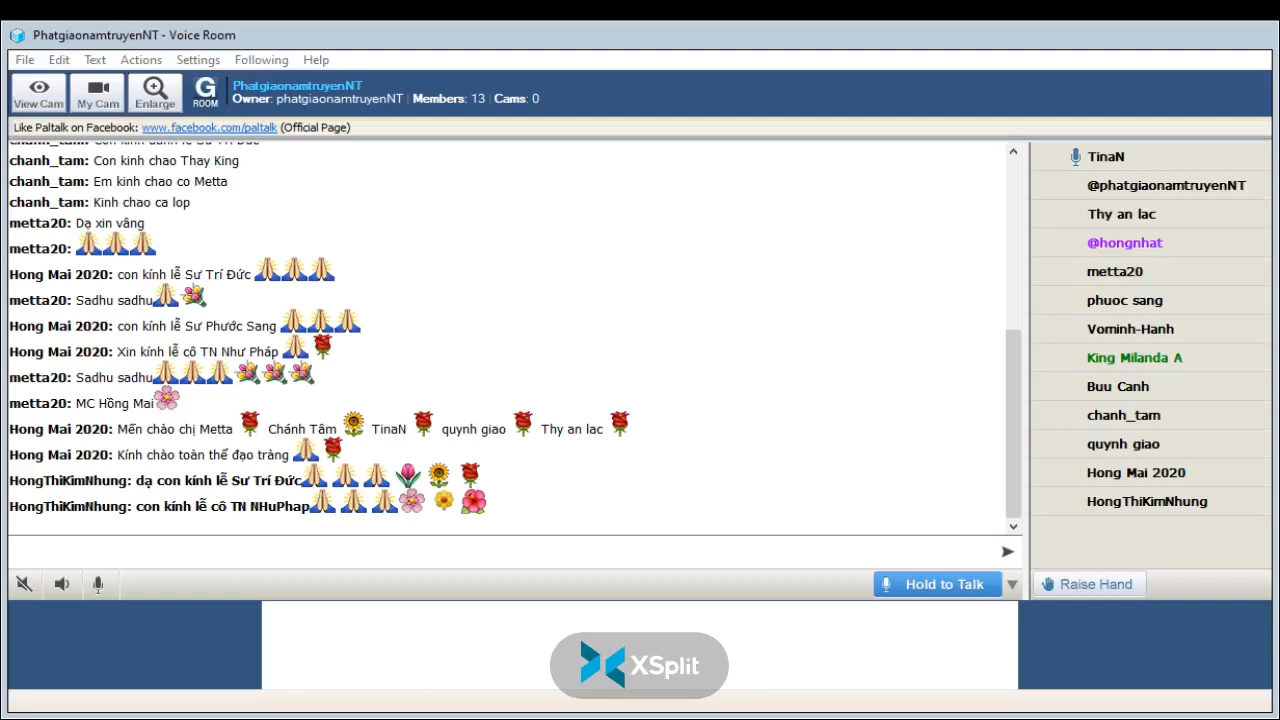 PhatgiaonamtruyenNT - Voice Room
File Edit Text Actions Settings Following Help
View Cam My Cam Enlarge G ROOM
PhatgiaonamtruyenNT
Owner: phatgiaonamtruyenNT | Members: 13 | Cams: 0
Like Paltalk on Facebook: www.facebook.com/paltalk (Official Page)
chanh_tam: Con kinh chao Thay King
chanh_tam: Em kinh chao co Metta
chanh_tam: Kinh chao ca lop
metta20: Dạ xin vâng
metta20:
Hong Mai 2020: con kính lễ Sư Trí Đức
metta20: Sadhu sadhu
Hong Mai 2020: con kính lễ Sư Phước Sang
Hong Mai 2020: Xin kính lễ cô TN Như Pháp
metta20: Sadhu sadhu
metta20: MC Hồng Mai
Hong Mai 2020: Mến chào chị Metta Chánh Tâm TinaN quynh giao Thy an lac
Hong Mai 2020: Kính chào toàn thể đạo tràng
HongThiKimNhung: dạ con kính lễ Sư Trí Đức
HongThiKimNhung: con kính lễ cô TN NHuPhap
TinaN
@phatgiaonamtruyenNT
Thy an lac
@hongnhat
metta20
phuoc sang
Vominh-Hanh
King Milanda A
Buu Canh
chanh_tam
quynh giao
Hong Mai 2020
HongThiKimNhung
Hold to Talk
Raise Hand
XSplit